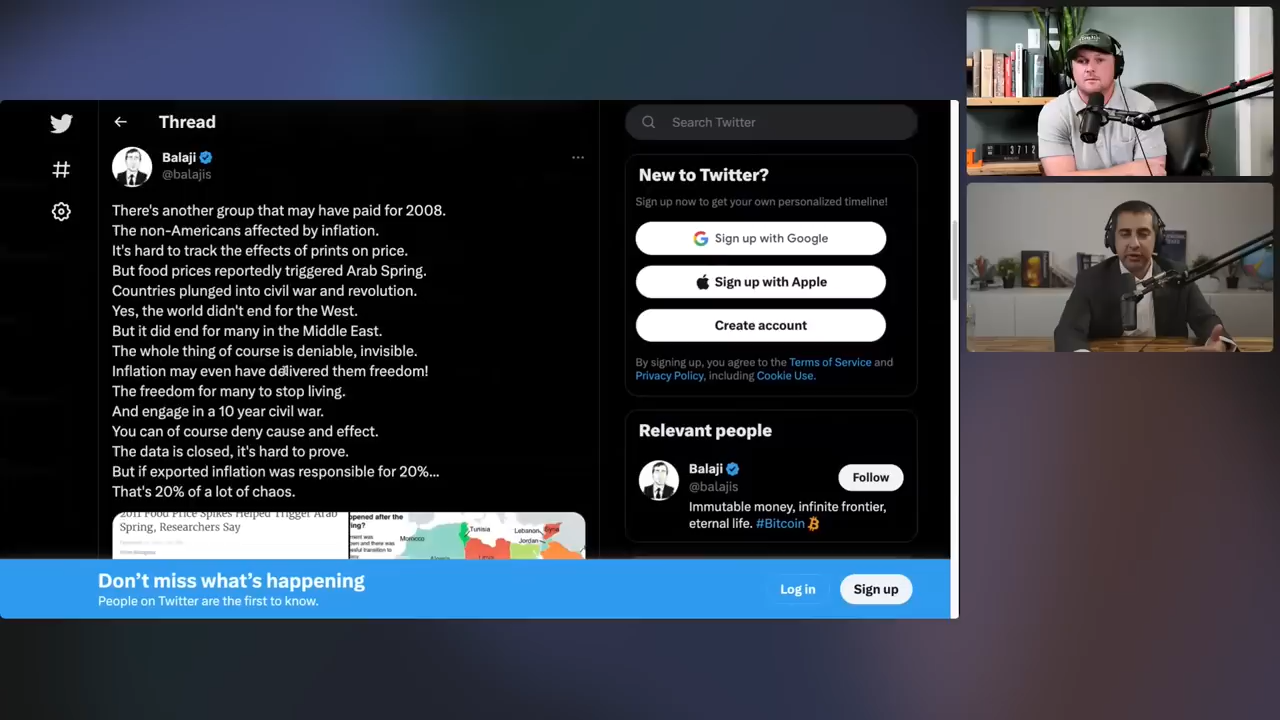 Thread
Balaji
@balajis
There's another group that may have paid for 2008.
The non-Americans affected by inflation.
It's hard to track the effects of prints on price.
But food prices reportedly triggered Arab Spring.
Countries plunged into civil war and revolution.
Yes, the world didn't end for the West.
But it did end for many in the Middle East.
The whole thing of course is deniable, invisible.
Inflation may even have delivered them freedom!
The freedom for many to stop living.
And engage in a 10 year civil war.
You can of course deny cause and effect.
The data is closed, it's hard to prove.
But if exported inflation was responsible for 20%...
That's 20% of a lot of chaos.
2011 Food Price Spikes Helped Trigger Arab
Spring, Researchers Say
Morocco
Tunisia
Lebanon
Jordan
Search Twitter
New to Twitter?
Sign up now to get your own personalized timeline!
Sign up with Google
Sign up with Apple
Create account
By signing up, you agree to the Terms of Service and
Privacy Policy, including Cookie Use.
Relevant people
Balaji
@balajis
Follow
Immutable money, infinite frontier,
eternal life. #Bitcoin
Don't miss what's happening
People on Twitter are the first to know.
Log in
Sign up
3712